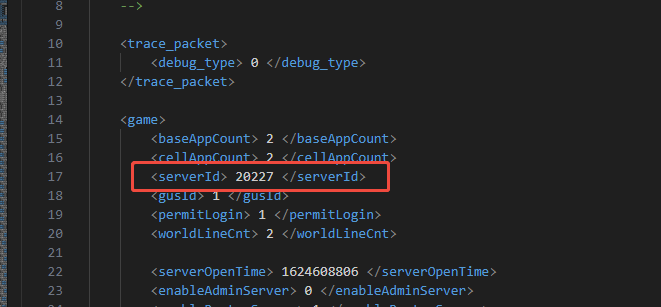 8 -->
9
10 <trace_packet>
11 <debug_type> 0 </debug_type>
12 </trace_packet>
13
14 <game>
15 <baseAppCount> 2 </baseAppCount>
16 <cellAppCount> 2 </cellAppCount>
17 <serverId> 20227 </serverId>
18 <gusId> 1 </gusId>
19 <permitLogin> 1 </permitLogin>
20 <worldLineCnt> 2 </worldLineCnt>
21
22 <serverOpenTime> 1624608806 </serverOpenTime>
23 <enableAdminServer> 0 </enableAdminServer>